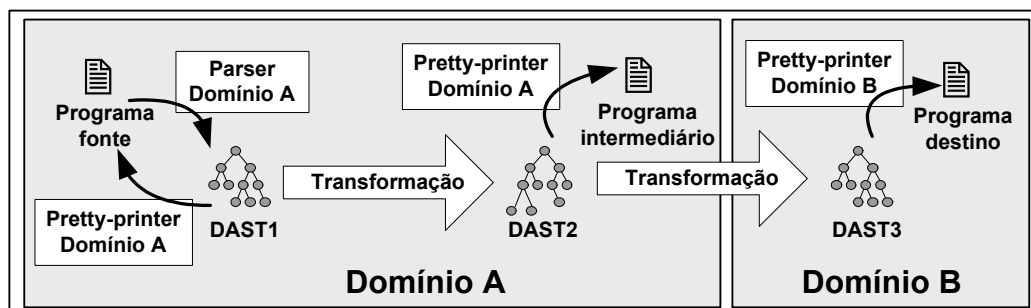 Programa
fonte
Parser
Domínio A
Pretty-printer
Domínio A
DAST1
Transformação
Pretty-printer
Domínio A
Programa
intermediário
DAST2
Transformação
Domínio A
Pretty-printer
Domínio B
Programa
destino
DAST3
Domínio B